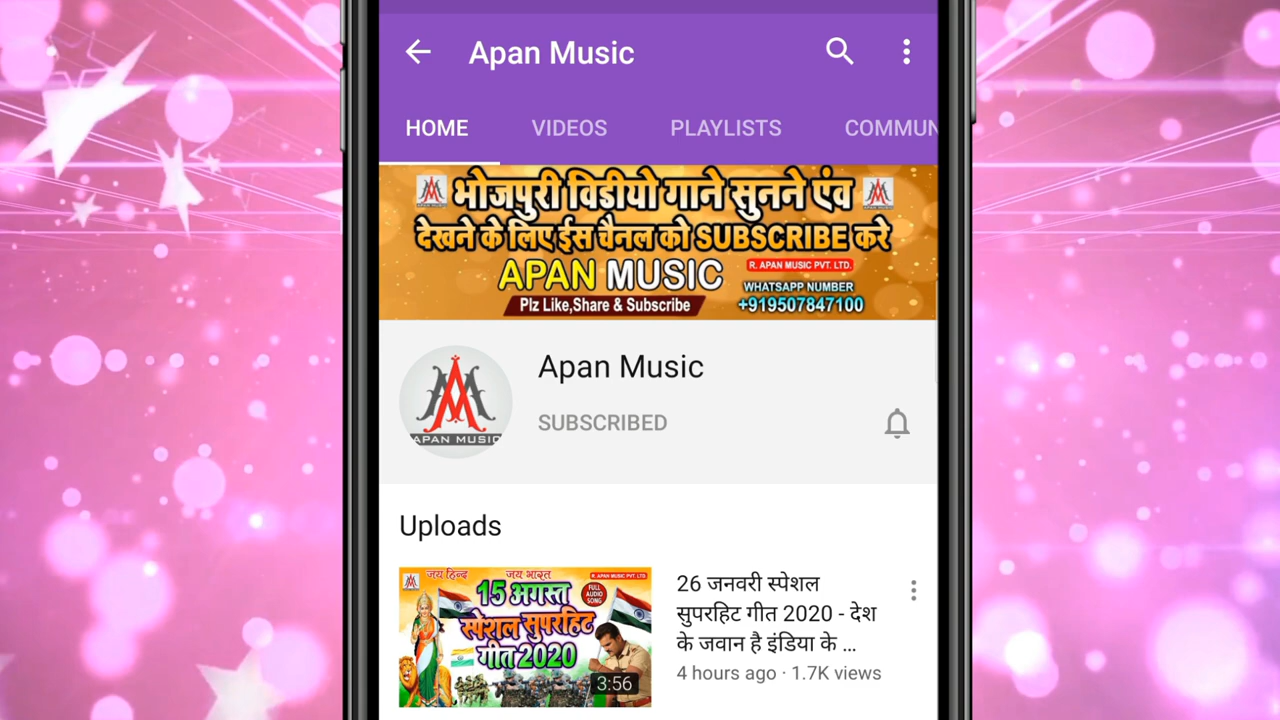 Apan Music
HOME VIDEOS PLAYLISTS COMMUN
भोजपुरी विडीयो गाने सुनने एंव
देखने के लिए ईस चैनल को SUBSCRIBE करे
APAN MUSIC
R. APAN MUSIC PVT. LTD.
WHATSAPP NUMBER
Plz Like,Share & Subscribe
+919507847100
Apan Music
APAN MUSIC
SUBSCRIBED
Uploads
जय हिन्द जय भारत
R. APAN MUSIC PVT. LTD
15 अगस्त
FULL
AUDIO
SONG
स्पेशल सुपरहिट
गीत 2020
3:56
26 जनवरी स्पेशल
सुपरहिट गीत 2020 - देश
के जवान है इंडिया के ...
4 hours ago · 1.7K views